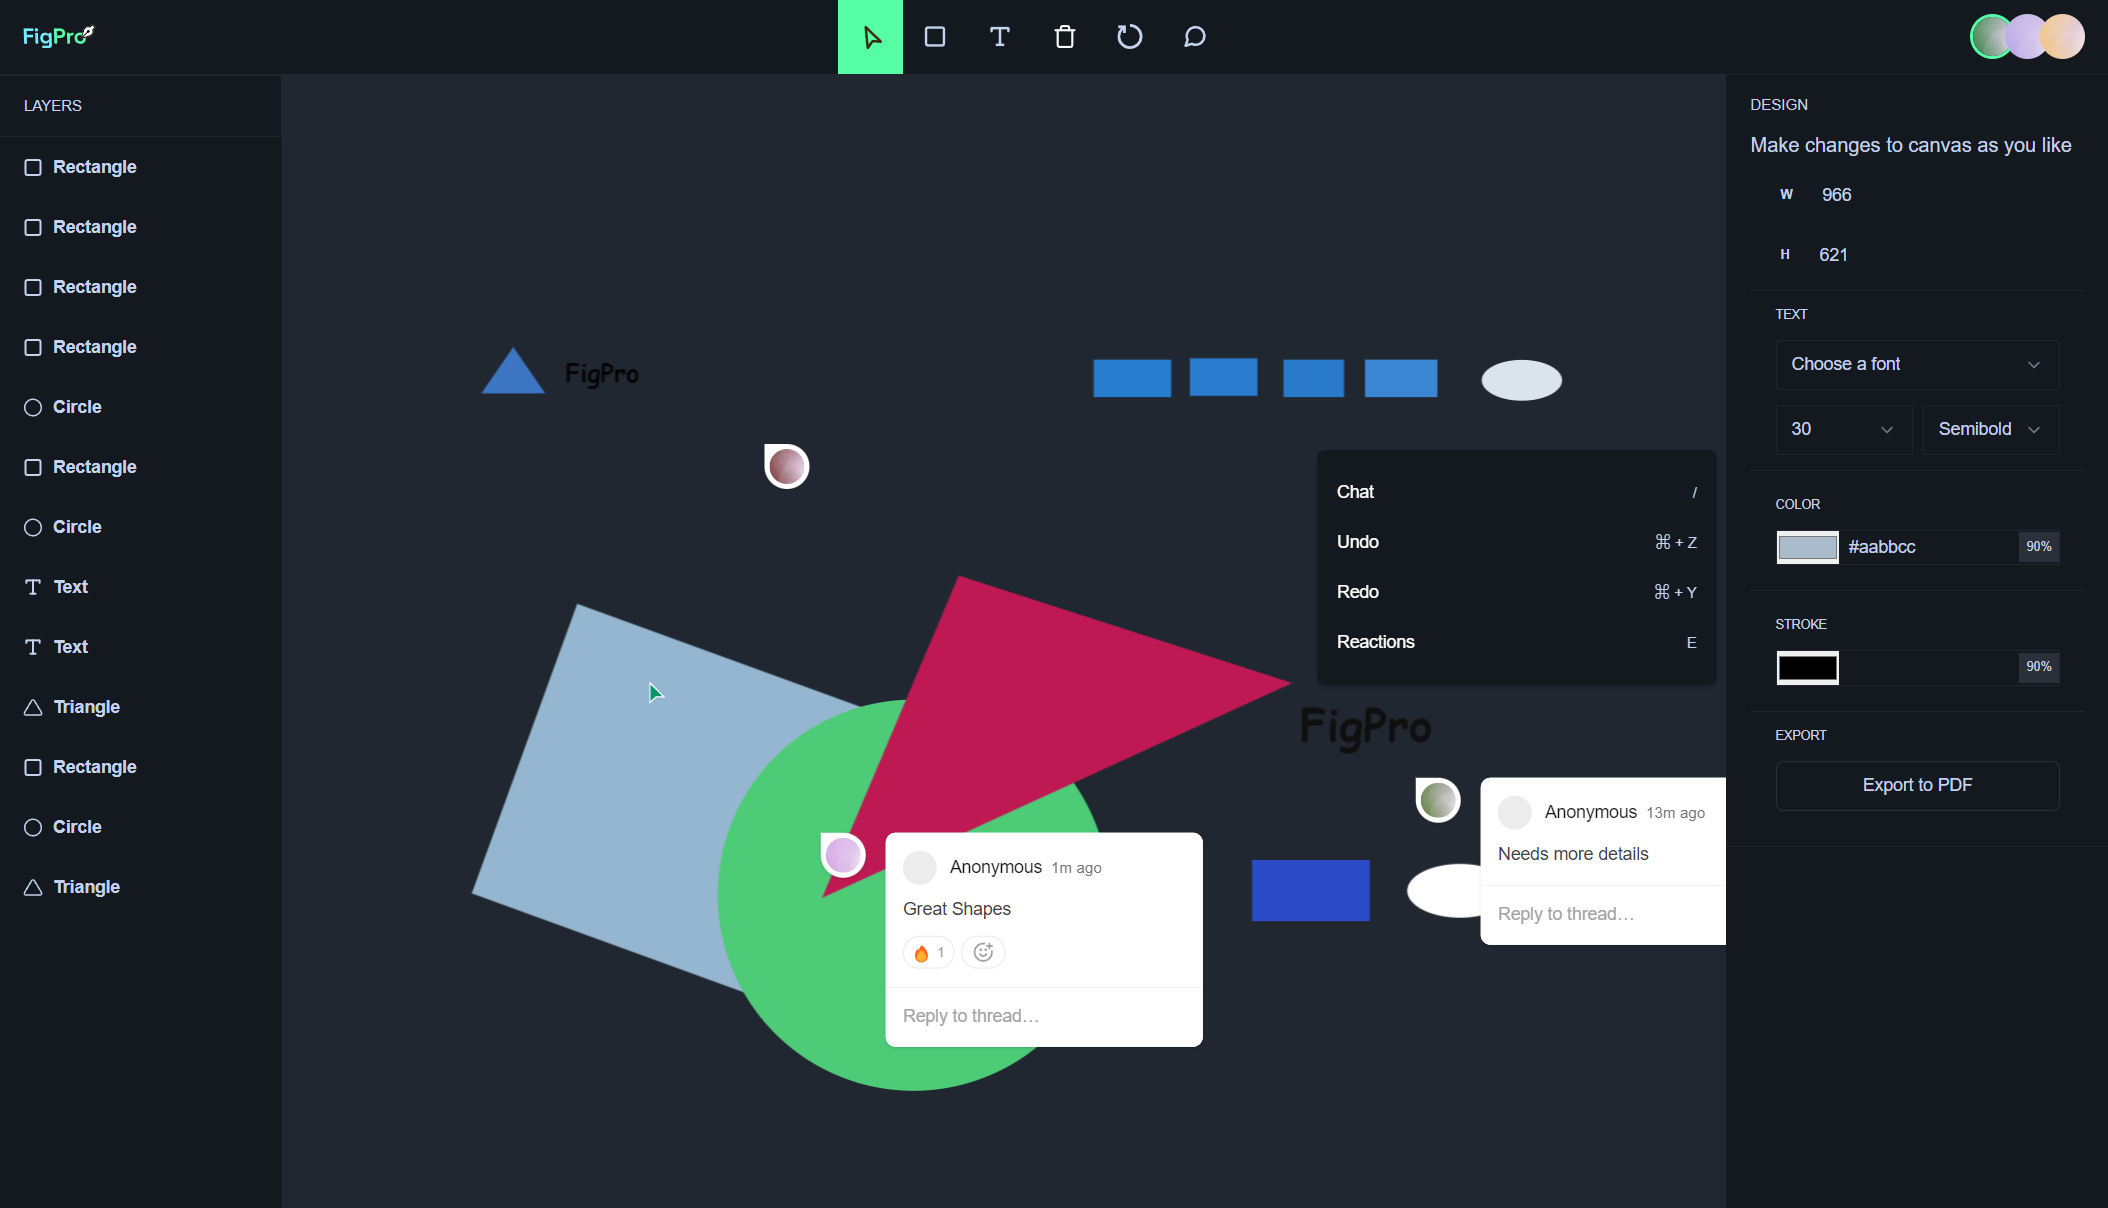 FigPro
LAYERS
Rectangle
Rectangle
Rectangle
Rectangle
Circle
Rectangle
Circle
Text
Text
Triangle
Rectangle
Circle
Triangle
FigPro
Chat /
Undo ⌘ + Z
Redo ⌘ + Y
Reactions E
FigPro
Anonymous 13m ago
Needs more details
Reply to thread…
Anonymous 1m ago
Great Shapes
🔥 1
Reply to thread…
DESIGN
Make changes to canvas as you like
W 966
H 621
TEXT
Choose a font
30 Semibold
COLOR
#aabbcc 90%
STROKE
90%
EXPORT
Export to PDF